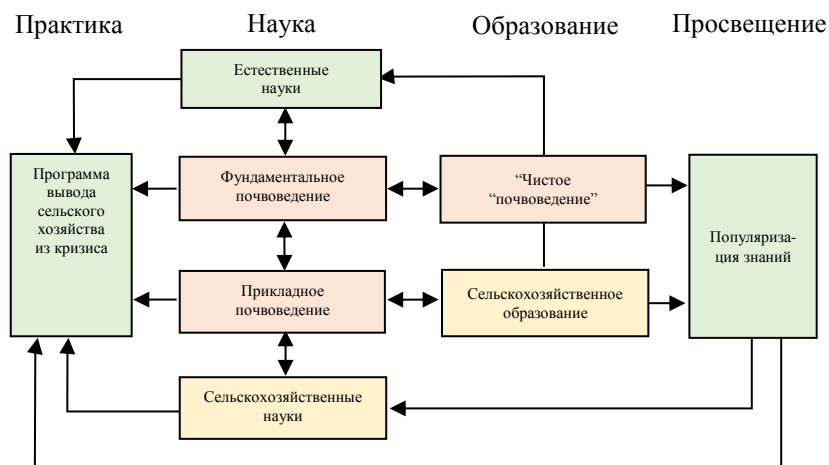 Практика
Наука
Образование
Просвещение
Естественные
науки
Программа
вывода
сельского
хозяйства
из кризиса
Фундаментальное
почвоведение
“Чистое
“почвоведение”
Популяриза-
ция знаний
Прикладное
почвоведение
Сельскохозяйственное
образование
Сельскохозяйственные
науки